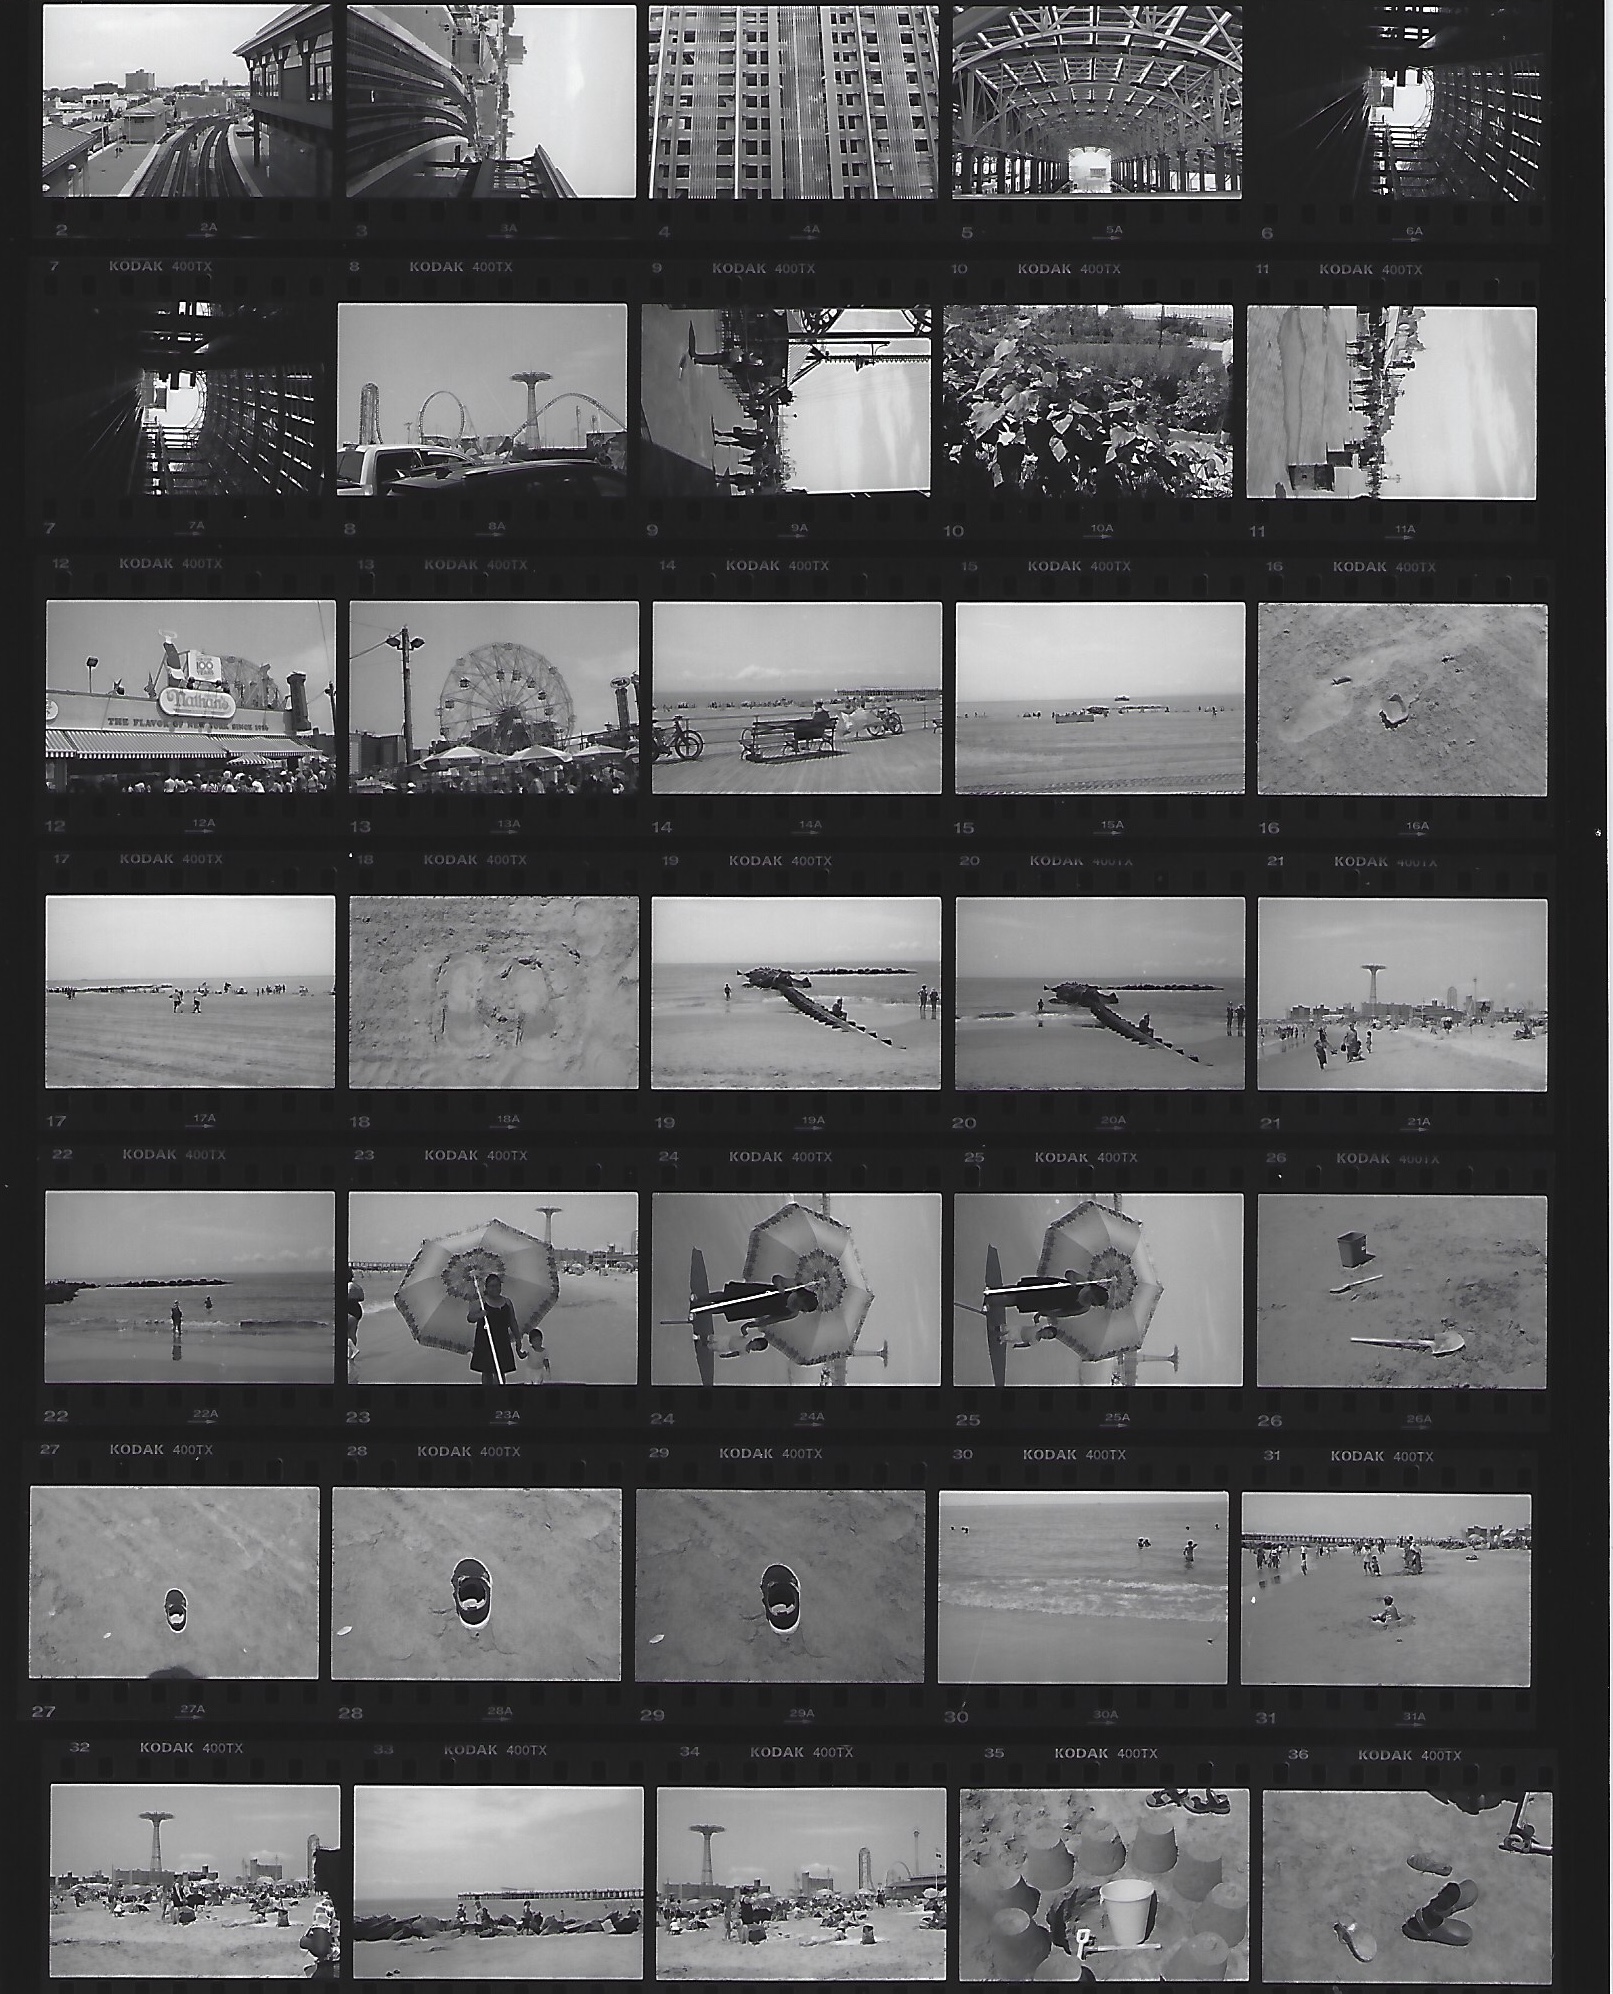 2 2A 3 3A 4 4A 5 5A 6 6A
7 KODAK 400TX 8 KODAK 400TX 9 KODAK 400TX 10 KODAK 400TX 11 KODAK 400TX
7 7A 8 8A 9 9A 10 10A 11 11A
12 KODAK 400TX 13 KODAK 400TX 14 KODAK 400TX 15 KODAK 400TX 16 KODAK 400TX
100
YEARS
Nathan's
THE FLAVOR OF NEW YORK SINCE 1916
12 12A 13 13A 14 14A 15 15A 16 16A
17 KODAK 400TX 18 KODAK 400TX 19 KODAK 400TX 20 KODAK 400TX 21 KODAK 400TX
17 17A 18 18A 19 19A 20 20A 21 21A
22 KODAK 400TX 23 KODAK 400TX 24 KODAK 400TX 25 KODAK 400TX 26 KODAK 400TX
22 22A 23 23A 24 24A 25 25A 26 26A
27 KODAK 400TX 28 KODAK 400TX 29 KODAK 400TX 30 KODAK 400TX 31 KODAK 400TX
27 27A 28 28A 29 29A 30 30A 31 31A
32 KODAK 400TX 33 KODAK 400TX 34 KODAK 400TX 35 KODAK 400TX 36 KODAK 400TX